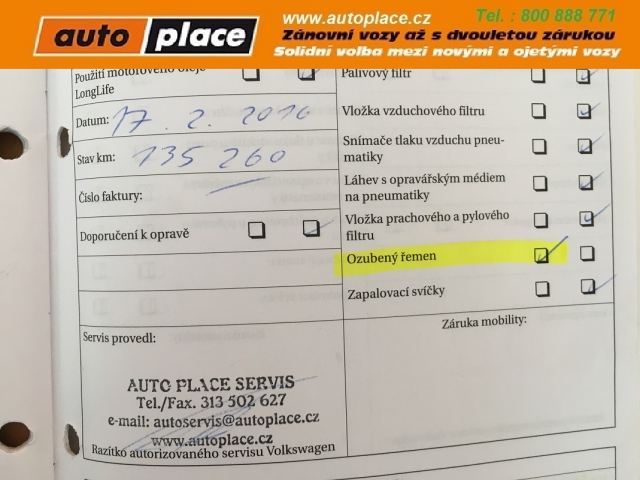 auto place
www.autoplace.cz
Tel. : 800 888 771
Zánovní vozy až s dvouletou zárukou
Solidní volba mezi novými a ojetými vozy
Použití motorového oleje
LongLife
Datum: 17. 2. 2016
Stav km: 135 260
Číslo faktury:
Doporučení k opravě
Servis provedl:
AUTO PLACE SERVIS
Tel./Fax. 313 502 627
e-mail: autoservis@autoplace.cz
www.autoplace.cz
Razítko autorizovaného servisu Volkswagen
Palivový filtr
Vložka vzduchového filtru
Snímače tlaku vzduchu pneu-
matiky
Láhev s opravářským médiem
na pneumatiky
Vložka prachového a pylového
filtru
Ozubený řemen
Zapalovací svíčky
Záruka mobility: